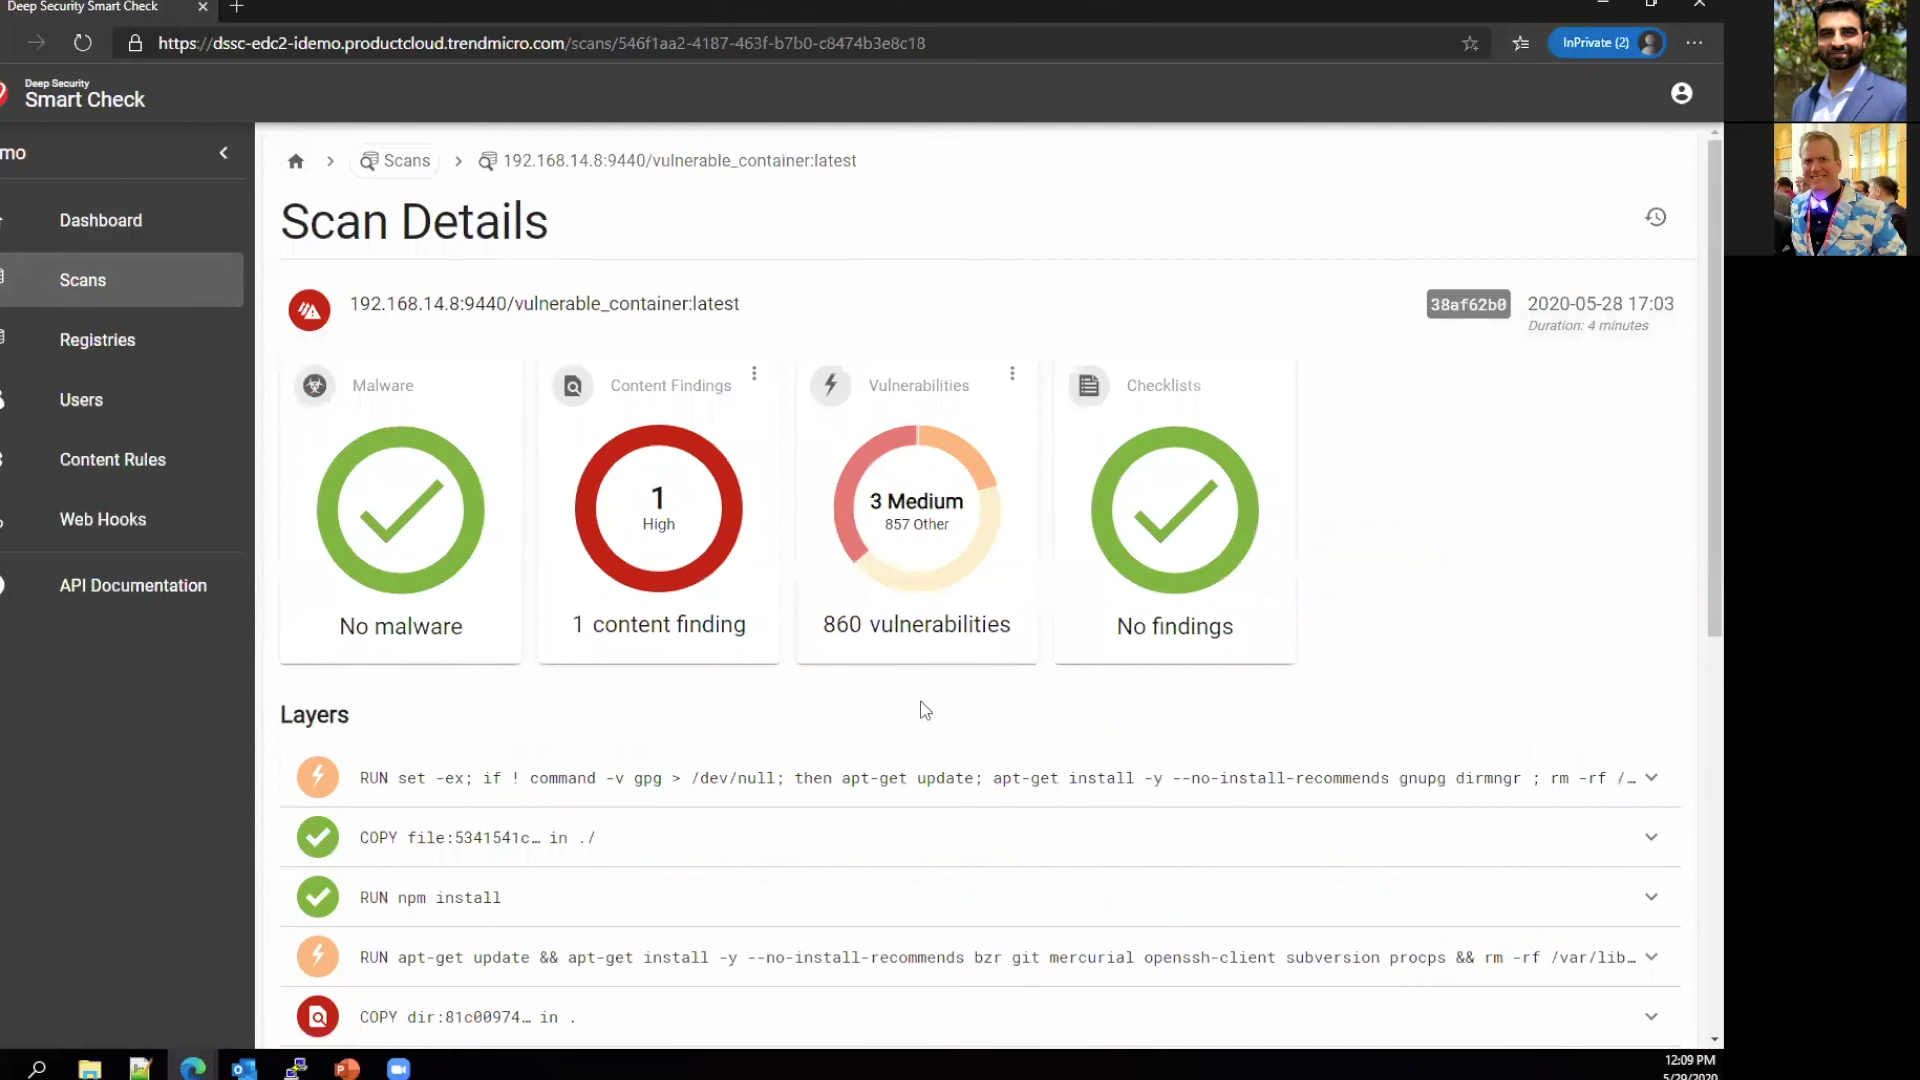 Deep Security Smart Check
https://dssc-edc2-idemo.productcloud.trendmicro.com/scans/546f1aa2-4187-463f-b7b0-c8474b3e8c18
InPrivate (2)
Deep Security
Smart Check
mo
Dashboard
Scans
Registries
Users
Content Rules
Web Hooks
API Documentation
Scans
192.168.14.8:9440/vulnerable_container:latest
Scan Details
192.168.14.8:9440/vulnerable_container:latest
38af62b0
2020-05-28 17:03
Duration: 4 minutes
Malware
No malware
Content Findings
1
High
1 content finding
Vulnerabilities
3 Medium
857 Other
860 vulnerabilities
Checklists
No findings
Layers
RUN set -ex; if ! command -v gpg > /dev/null; then apt-get update; apt-get install -y --no-install-recommends gnupg dirmngr ; rm -rf /…
COPY file:5341541c… in ./
RUN npm install
RUN apt-get update && apt-get install -y --no-install-recommends bzr git mercurial openssh-client subversion procps && rm -rf /var/lib…
COPY dir:81c00974… in .
12:09 PM
5/29/2020